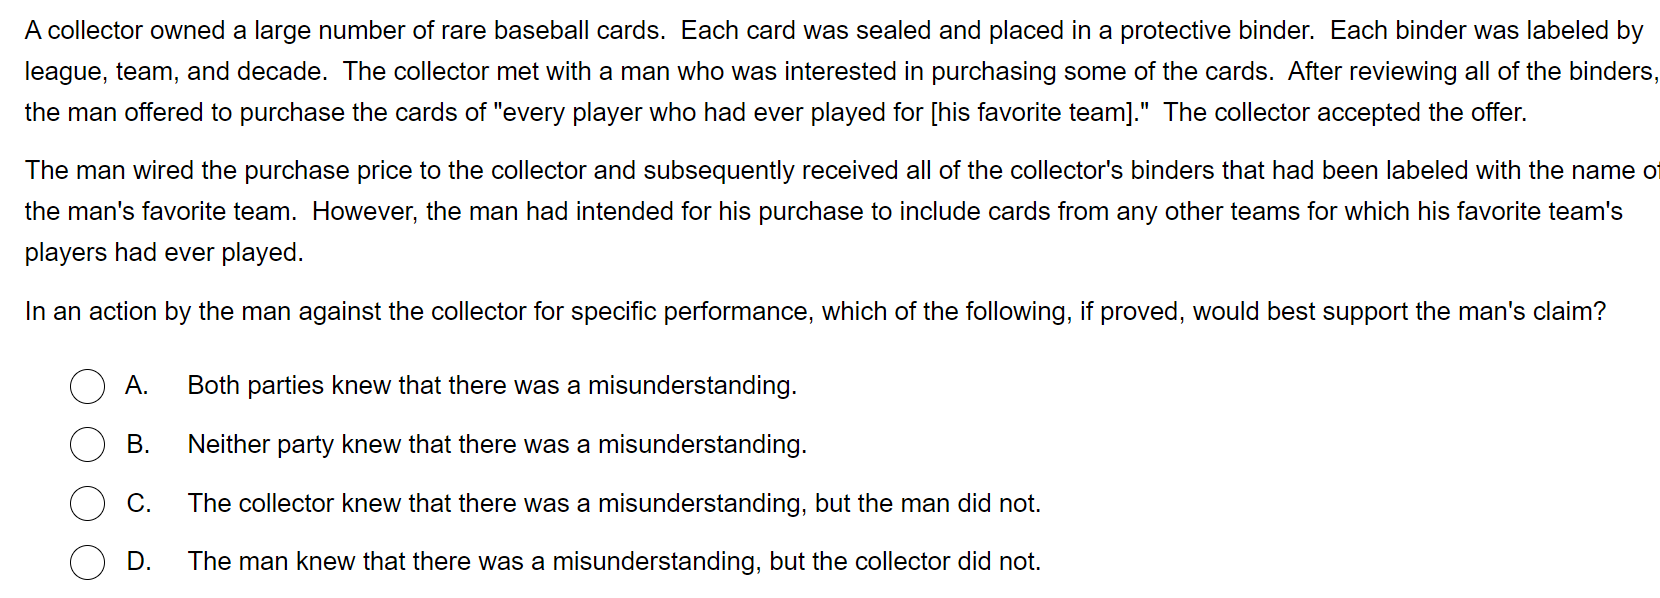 A collector owned a large number of rare baseball cards.  Each card was sealed and placed in a protective binder.  Each binder was labeled by
league, team, and decade.  The collector met with a man who was interested in purchasing some of the cards.  After reviewing all of the binders,
the man offered to purchase the cards of "every player who had ever played for [his favorite team]."  The collector accepted the offer.
The man wired the purchase price to the collector and subsequently received all of the collector's binders that had been labeled with the name of
the man's favorite team.  However, the man had intended for his purchase to include cards from any other teams for which his favorite team's
players had ever played.
In an action by the man against the collector for specific performance, which of the following, if proved, would best support the man's claim?
A. Both parties knew that there was a misunderstanding.
B. Neither party knew that there was a misunderstanding.
C. The collector knew that there was a misunderstanding, but the man did not.
D. The man knew that there was a misunderstanding, but the collector did not.